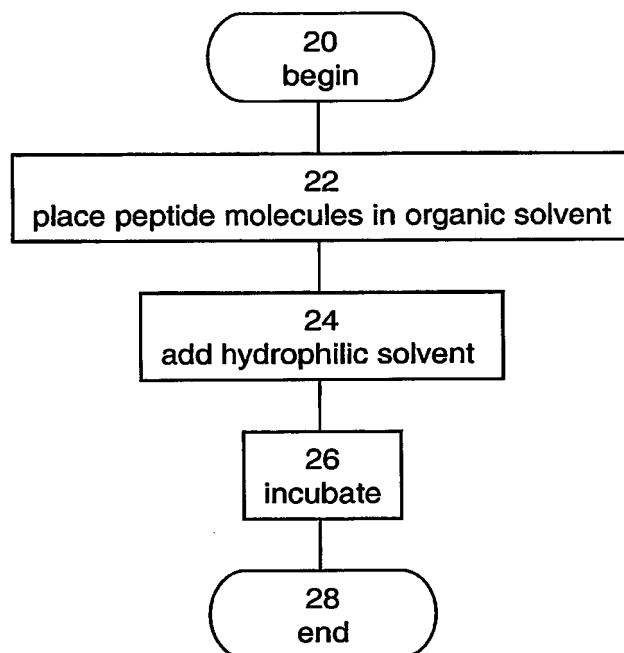 20
begin
22
place peptide molecules in organic solvent
24
add hydrophilic solvent
26
incubate
28
end